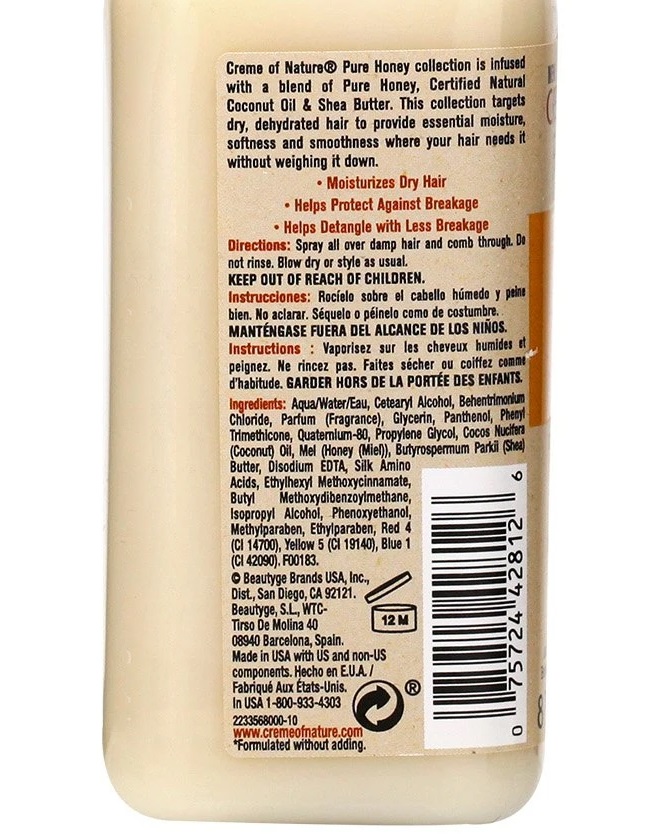 Creme of Nature® Pure Honey collection is infused
with a blend of Pure Honey, Certified Natural
Coconut Oil & Shea Butter. This collection targets
dry, dehydrated hair to provide essential moisture,
softness and smoothness where your hair needs it
without weighing it down.
• Moisturizes Dry Hair
• Helps Protect Against Breakage
• Helps Detangle with Less Breakage
Directions: Spray all over damp hair and comb through. Do
not rinse. Blow dry or style as usual.
KEEP OUT OF REACH OF CHILDREN.
Instrucciones: Rocíelo sobre el cabello húmedo y peine
bien. No aclarar. Séquelo o péinelo como de costumbre.
MANTÉNGASE FUERA DEL ALCANCE DE LOS NIÑOS.
Instructions : Vaporisez sur les cheveux humides et
peignez. Ne rincez pas. Faites sécher ou coiffez comme
d'habitude. GARDER HORS DE LA PORTÉE DES ENFANTS.
Ingredients: Aqua/Water/Eau, Cetearyl Alcohol, Behentrimonium
Chloride, Parfum (Fragrance), Glycerin, Panthenol, Phenyl
Trimethicone, Quaternium-80, Propylene Glycol, Cocos Nucifera
(Coconut) Oil, Mel (Honey (Miel)), Butyrospermum Parkii (Shea)
Butter, Disodium EDTA, Silk Amino
Acids, Ethylhexyl Methoxycinnamate,
Butyl Methoxydibenzoylmethane,
Isopropyl Alcohol, Phenoxyethanol,
Methylparaben, Ethylparaben, Red 4
(CI 14700), Yellow 5 (CI 19140), Blue 1
(CI 42090). F00183.
© Beautyge Brands USA, Inc.,
Dist., San Diego, CA 92121.
Beautyge, S.L., WTC-
Tirso De Molina 40
08940 Barcelona, Spain.
Made in USA with US and non-US
components. Hecho en E.U.A. /
Fabriqué Aux États-Unis.
In USA 1-800-933-4303
2233568000-10
www.cremeofnature.com
*Formulated without adding.
12 M
®
0 75724 42812 6
8